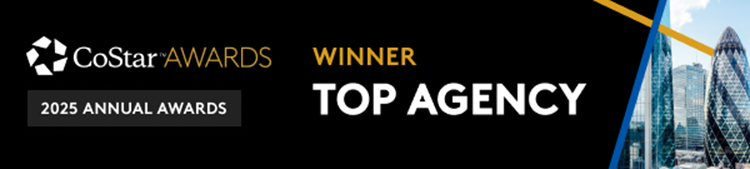 CoStar™ AWARDS
2025 ANNUAL AWARDS
WINNER
TOP AGENCY